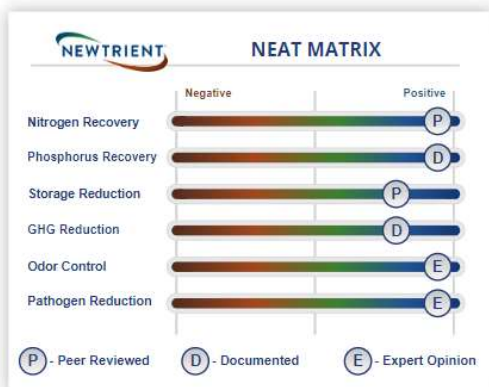 NEWTRIENT
NEAT MATRIX
Negative
Positive
Nitrogen Recovery
P
Phosphorus Recovery
D
Storage Reduction
P
GHG Reduction
D
Odor Control
E
Pathogen Reduction
E
P - Peer Reviewed
D - Documented
E - Expert Opinion